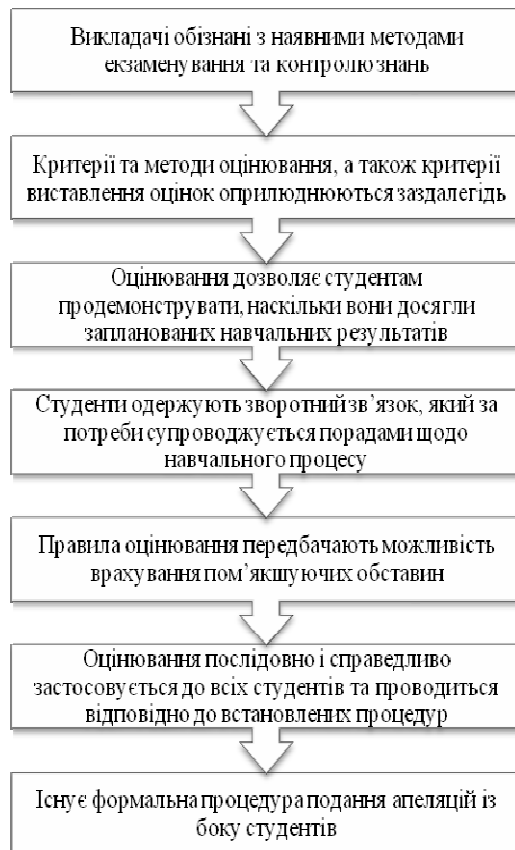 Викладачі обізнані з наявними методами
екзаменування та контролю знань
Критерії та методи оцінювання, а також критерії
виставлення оцінок оприлюднюються заздалегідь
Оцінювання дозволяє студентам
продемонструвати, наскільки вони досягли
запланованих навчальних результатів
Студенти одержують зворотний зв’язок, який за
потреби супроводжується порадами щодо
навчального процесу
Правила оцінювання передбачають можливість
врахування пом’якшуючих обставин
Оцінювання послідовно і справедливо
застосовується до всіх студентів та проводиться
відповідно до встановлених процедур
Існує формальна процедура подання апеляцій із
боку студентів